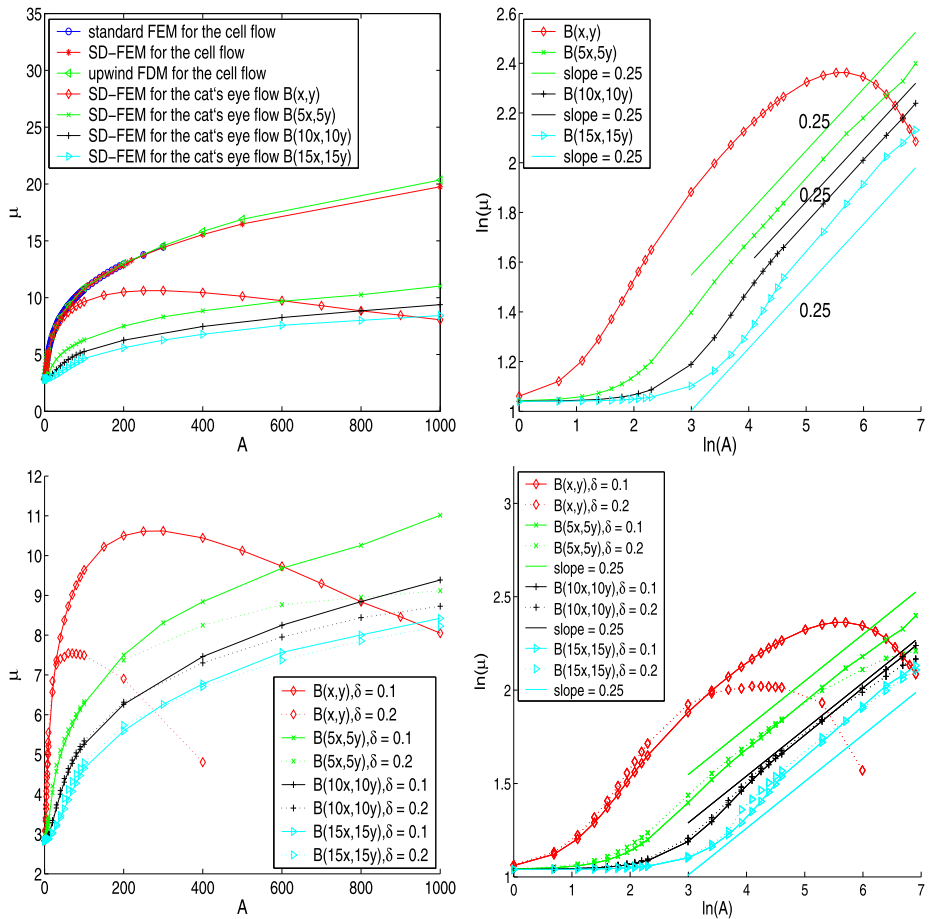 35
30
25
20
15
10
5
0
μ
standard FEM for the cell flow
SD-FEM for the cell flow
upwind FDM for the cell flow
SD-FEM for the cat's eye flow B(x,y)
SD-FEM for the cat's eye flow B(5x,5y)
SD-FEM for the cat's eye flow B(10x,10y)
SD-FEM for the cat's eye flow B(15x,15y)
0 200 400 600 800 1000
A
2.6
2.4
2.2
2
1.8
1.6
1.4
1.2
1
ln(μ)
B(x,y)
B(5x,5y)
slope = 0.25
B(10x,10y)
slope = 0.25
B(15x,15y)
slope = 0.25
0.25
0.25
0.25
0 1 2 3 4 5 6 7
ln(A)
12
11
10
9
8
7
6
5
4
3
2
μ
B(x,y),δ = 0.1
B(x,y),δ = 0.2
B(5x,5y),δ = 0.1
B(5x,5y),δ = 0.2
B(10x,10y),δ = 0.1
B(10x,10y),δ = 0.2
B(15x,15y),δ = 0.1
B(15x,15y),δ = 0.2
0 200 400 600 800 1000
A
3
2.5
2
1.5
1
ln(μ)
B(x,y),δ = 0.1
B(x,y),δ = 0.2
B(5x,5y),δ = 0.1
B(5x,5y),δ = 0.2
slope = 0.25
B(10x,10y),δ = 0.1
B(10x,10y),δ = 0.2
slope = 0.25
B(15x,15y),δ = 0.1
B(15x,15y),δ = 0.2
slope = 0.25
0 1 2 3 4 5 6 7
ln(A)